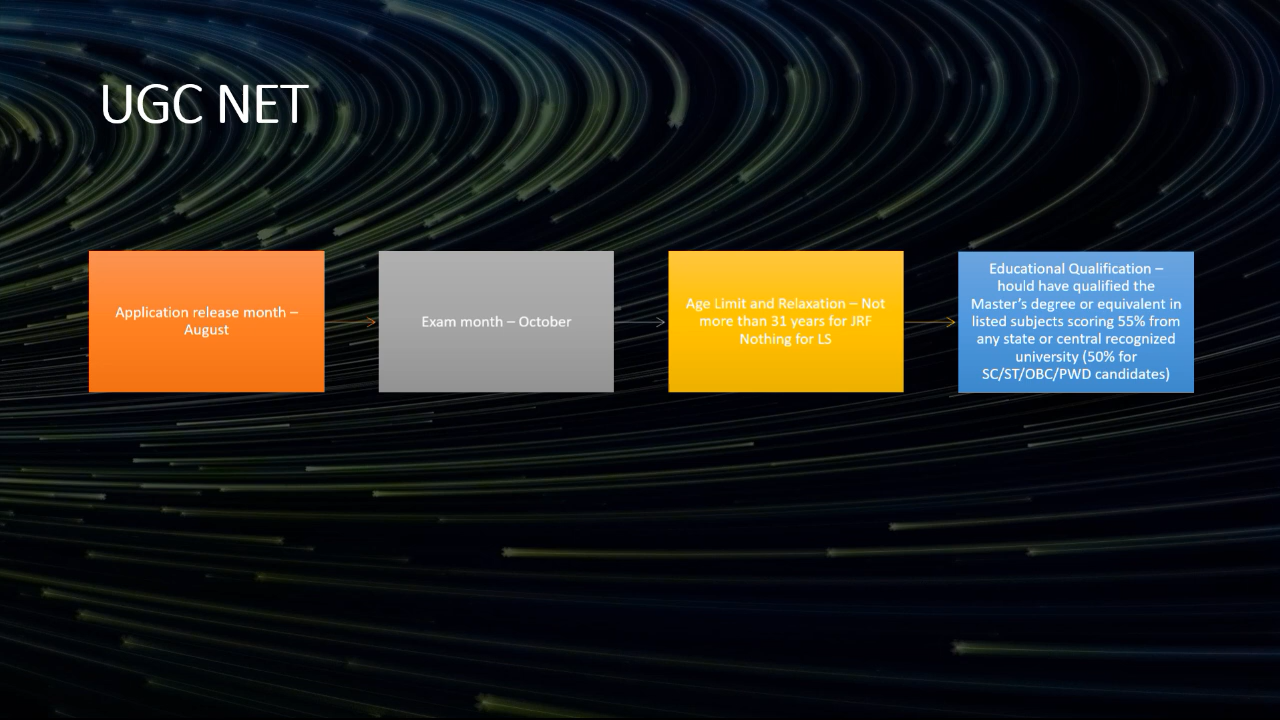 UGC NET
Application release month –
August
Exam month – October
Age Limit and Relaxation – Not
more than 31 years for JRF
Nothing for LS
Educational Qualification –
hould have qualified the
Master’s degree or equivalent in
listed subjects scoring 55% from
any state or central recognized
university (50% for
SC/ST/OBC/PWD candidates)